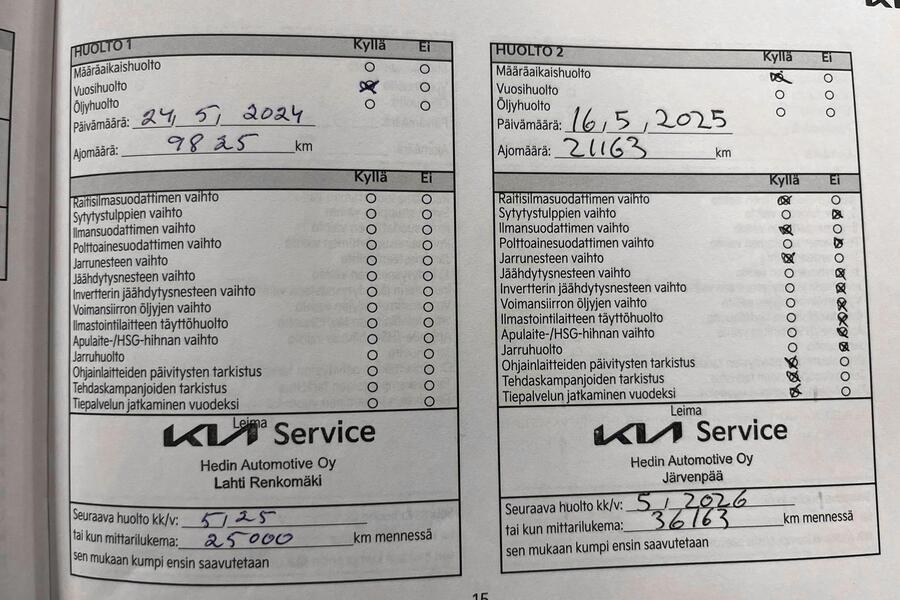 HUOLTO 1 Kyllä Ei
Määräaikaishuolto
Vuosihuolto
Öljyhuolto
Päivämäärä: 24, 5, 2024
Ajomäärä: 9825 km
Kyllä Ei
Raitisilmasuodattimen vaihto
Sytytystulppien vaihto
Ilmansuodattimen vaihto
Polttoainesuodattimen vaihto
Jarrunesteen vaihto
Jäähdytysnesteen vaihto
Invertterin jäähdytysnesteen vaihto
Voimansiirron öljyjen vaihto
Ilmastointilaitteen täyttöhuolto
Apulaite-/HSG-hihnan vaihto
Jarruhuolto
Ohjainlaitteiden päivitysten tarkistus
Tehdaskampanjoiden tarkistus
Tiepalvelun jatkaminen vuodeksi
Leima
KIA Service
Hedin Automotive Oy
Lahti Renkomäki
Seuraava huolto kk/v: 5, 25
tai kun mittarilukema: 25000 km mennessä
sen mukaan kumpi ensin saavutetaan
HUOLTO 2 Kyllä Ei
Määräaikaishuolto
Vuosihuolto
Öljyhuolto
Päivämäärä: 16, 5, 2025
Ajomäärä: 21163 km
Kyllä Ei
Raitisilmasuodattimen vaihto
Sytytystulppien vaihto
Ilmansuodattimen vaihto
Polttoainesuodattimen vaihto
Jarrunesteen vaihto
Jäähdytysnesteen vaihto
Invertterin jäähdytysnesteen vaihto
Voimansiirron öljyjen vaihto
Ilmastointilaitteen täyttöhuolto
Apulaite-/HSG-hihnan vaihto
Jarruhuolto
Ohjainlaitteiden päivitysten tarkistus
Tehdaskampanjoiden tarkistus
Tiepalvelun jatkaminen vuodeksi
Leima
KIA Service
Hedin Automotive Oy
Järvenpää
Seuraava huolto kk/v: 5, 2026
tai kun mittarilukema: 36163 km mennessä
sen mukaan kumpi ensin saavutetaan
15